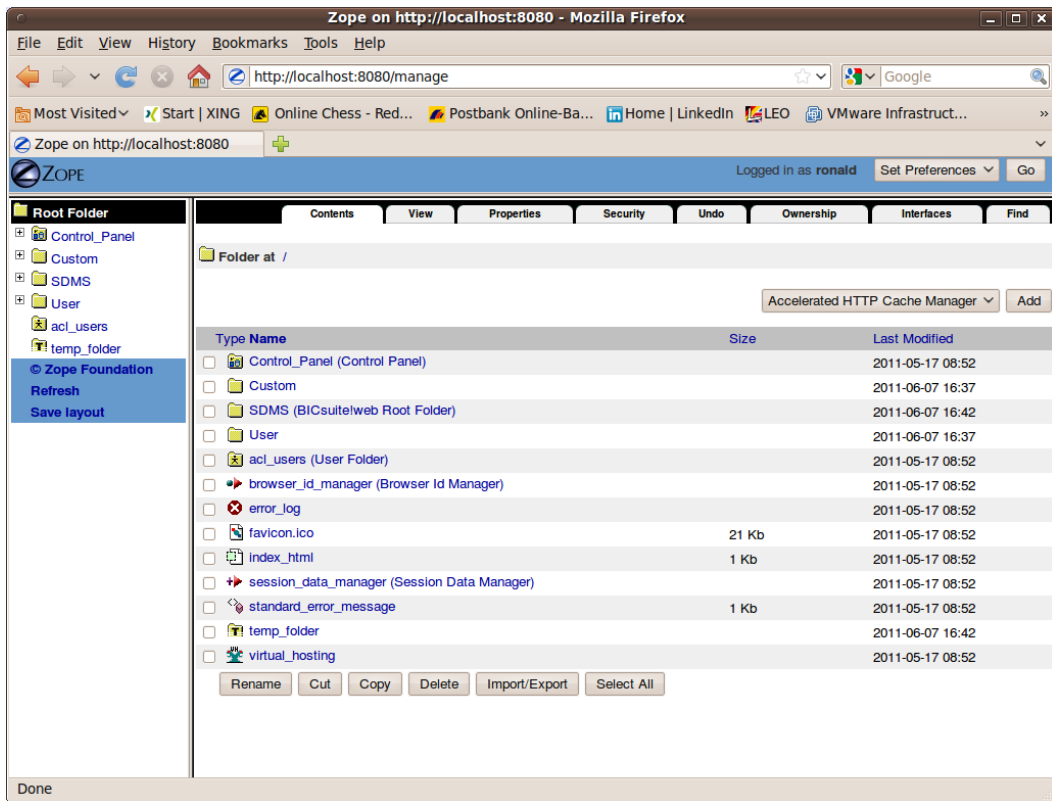 Zope on http://localhost:8080 - Mozilla Firefox
File Edit View History Bookmarks Tools Help
http://localhost:8080/manage Google
Most Visited Start | XING Online Chess - Red... Postbank Online-Ba... Home | LinkedIn LEO VMware Infrastruct... »
Zope on http://localhost:8080
ZOPE Logged in as ronald Set Preferences Go
Root Folder
Control_Panel
Custom
SDMS
User
acl_users
temp_folder
© Zope Foundation
Refresh
Save layout
Contents View Properties Security Undo Ownership Interfaces Find
Folder at /
Accelerated HTTP Cache Manager Add
Type Name Size Last Modified
Control_Panel (Control Panel) 2011-05-17 08:52
Custom 2011-06-07 16:37
SDMS (BICsuite!web Root Folder) 2011-06-07 16:42
User 2011-06-07 16:37
acl_users (User Folder) 2011-05-17 08:52
browser_id_manager (Browser Id Manager) 2011-05-17 08:52
error_log 2011-05-17 08:52
favicon.ico 21 Kb 2011-05-17 08:52
index_html 1 Kb 2011-05-17 08:52
session_data_manager (Session Data Manager) 2011-05-17 08:52
standard_error_message 1 Kb 2011-05-17 08:52
temp_folder 2011-06-07 16:42
virtual_hosting 2011-05-17 08:52
Rename Cut Copy Delete Import/Export Select All
Done